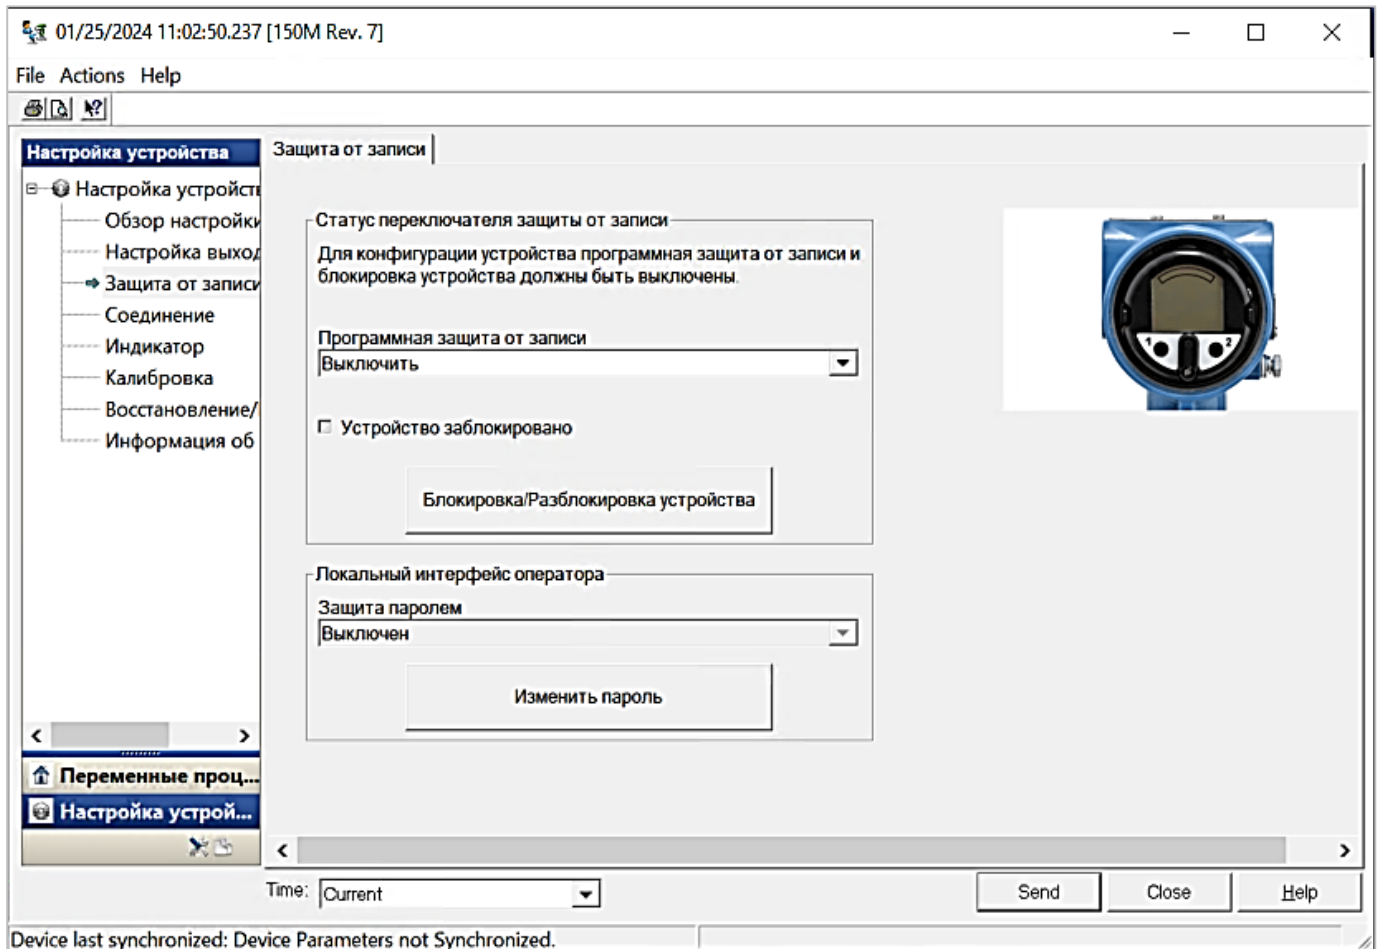 01/25/2024 11:02:50.237 [150M Rev. 7]
File Actions Help
Настройка устройства
Настройка устройств
Обзор настройки
Настройка выход
Защита от записи
Соединение
Индикатор
Калибровка
Восстановление/
Информация об
Переменные проц...
Настройка устрой...
Защита от записи
Статус переключателя защиты от записи
Для конфигурации устройства программная защита от записи и
блокировка устройства должны быть выключены.
Программная защита от записи
Выключить
Устройство заблокировано
Блокировка/Разблокировка устройства
Локальный интерфейс оператора
Защита паролем
Выключен
Изменить пароль
1 2
Time: Current
Send Close Help
Device last synchronized: Device Parameters not Synchronized.